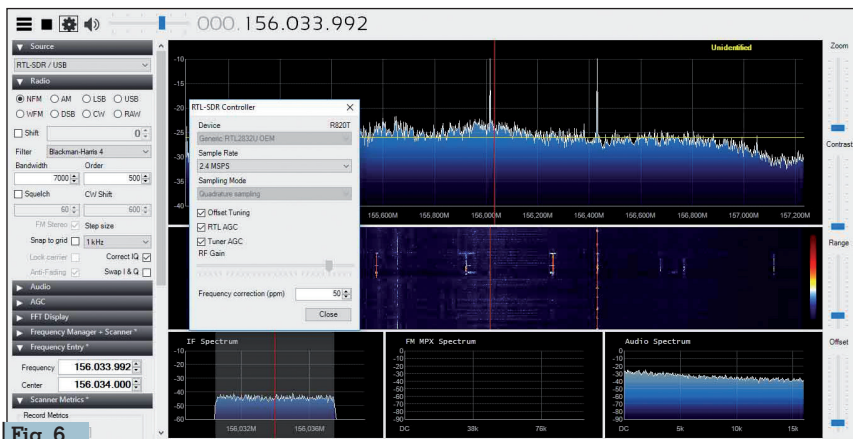 000.156.033.992
Source
RTL-SDR / USB
Radio
NFM AM LSB USB
WFM DSB CW RAW
Shift 0
Filter Blackman-Harris 4
Bandwidth Order
7000 500
Squelch CW Shift
50 600
FM Stereo Step size
Snap to grid 1 kHz
Lock carrier Correct IQ
Anti-Fading Swap I & Q
Audio
AGC
FFT Display
Frequency Manager + Scanner *
Frequency Entry *
Frequency 156.033.992
Center 156.034.000
Scanner Metrics *
Record Metrics
Fig. 6
Unidentified
-10
-15
-20
-25
-30
-35
-40
155,600M 155,800M 156,000M 156,200M 156,400M 156,600M 156,800M 157,000M 157,200M
RTL-SDR Controller
Device R820T
Generic RTL2832U OEM
Sample Rate
2.4 MSPS
Sampling Mode
Quadrature sampling
Offset Tuning
RTL AGC
Tuner AGC
RF Gain
Frequency correction (ppm) 50
Close
IF Spectrum
-10
-20
-30
-40
-50
-60
156,032M 156,036M
FM MPX Spectrum
0
-10
-20
-30
-40
-50
-60
-70
-80
-90
DC 38k 76k
Audio Spectrum
0
-10
-20
-30
-40
-50
-60
-70
-80
-90
DC 5k 10k 15k
Zoom
Contrast
Range
Offset